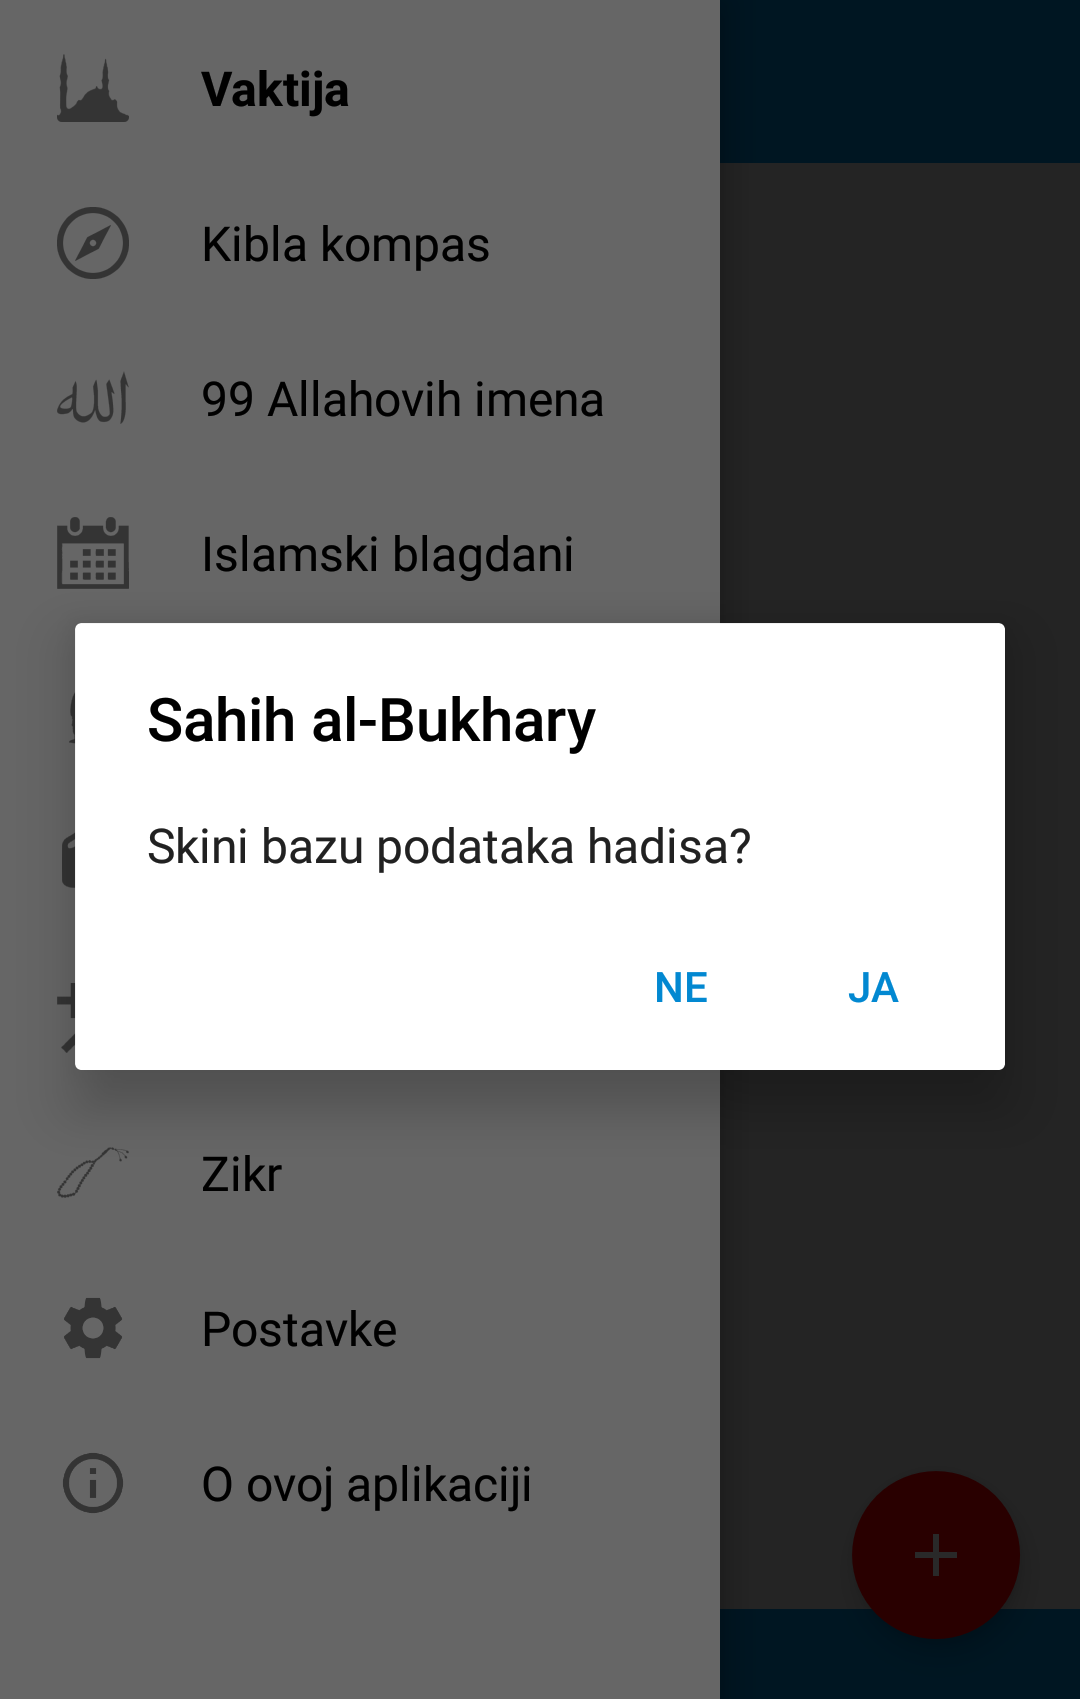 Vaktija
Kibla kompas
99 Allahovih imena
Islamski blagdani
Sahih al-Bukhary
Skini bazu podataka hadisa?
NE JA
Zikr
Postavke
O ovoj aplikaciji